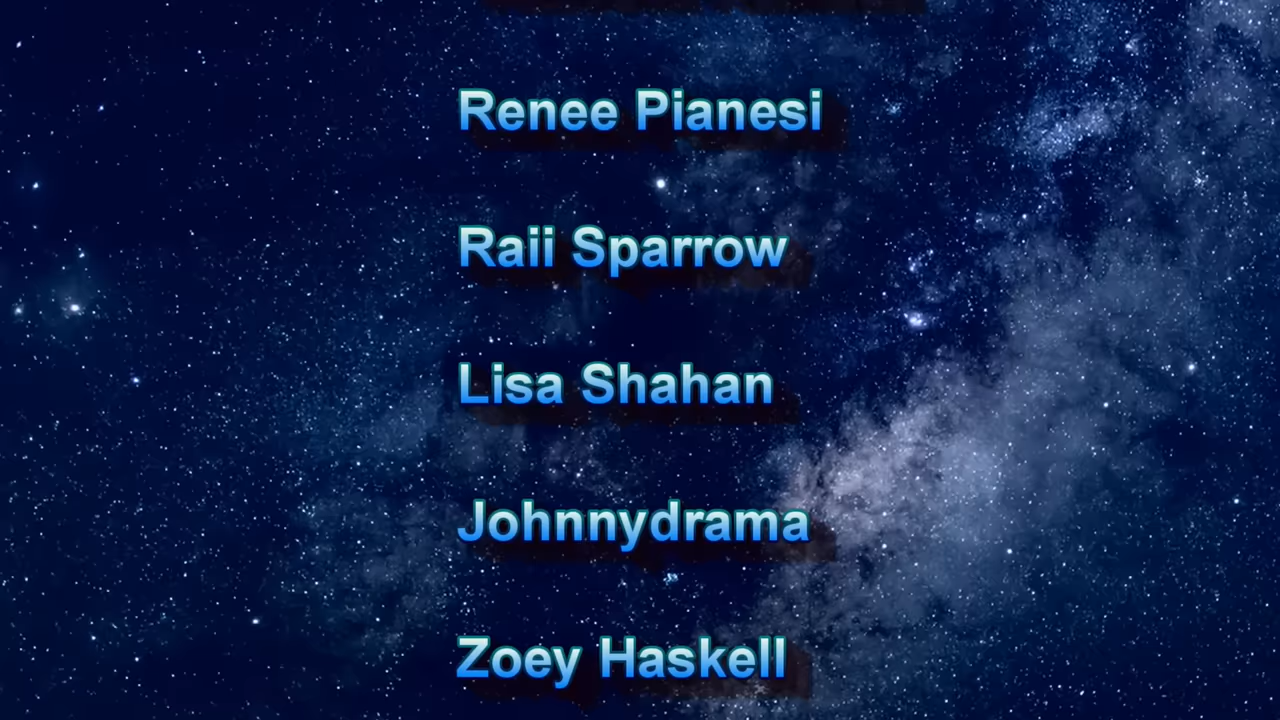 Renee Pianesi
Raii Sparrow
Lisa Shahan
Johnnydrama
Zoey Haskell